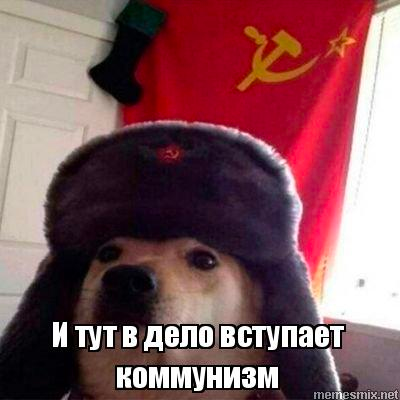 И тут в дело вступает
коммунизм
memesmix.net